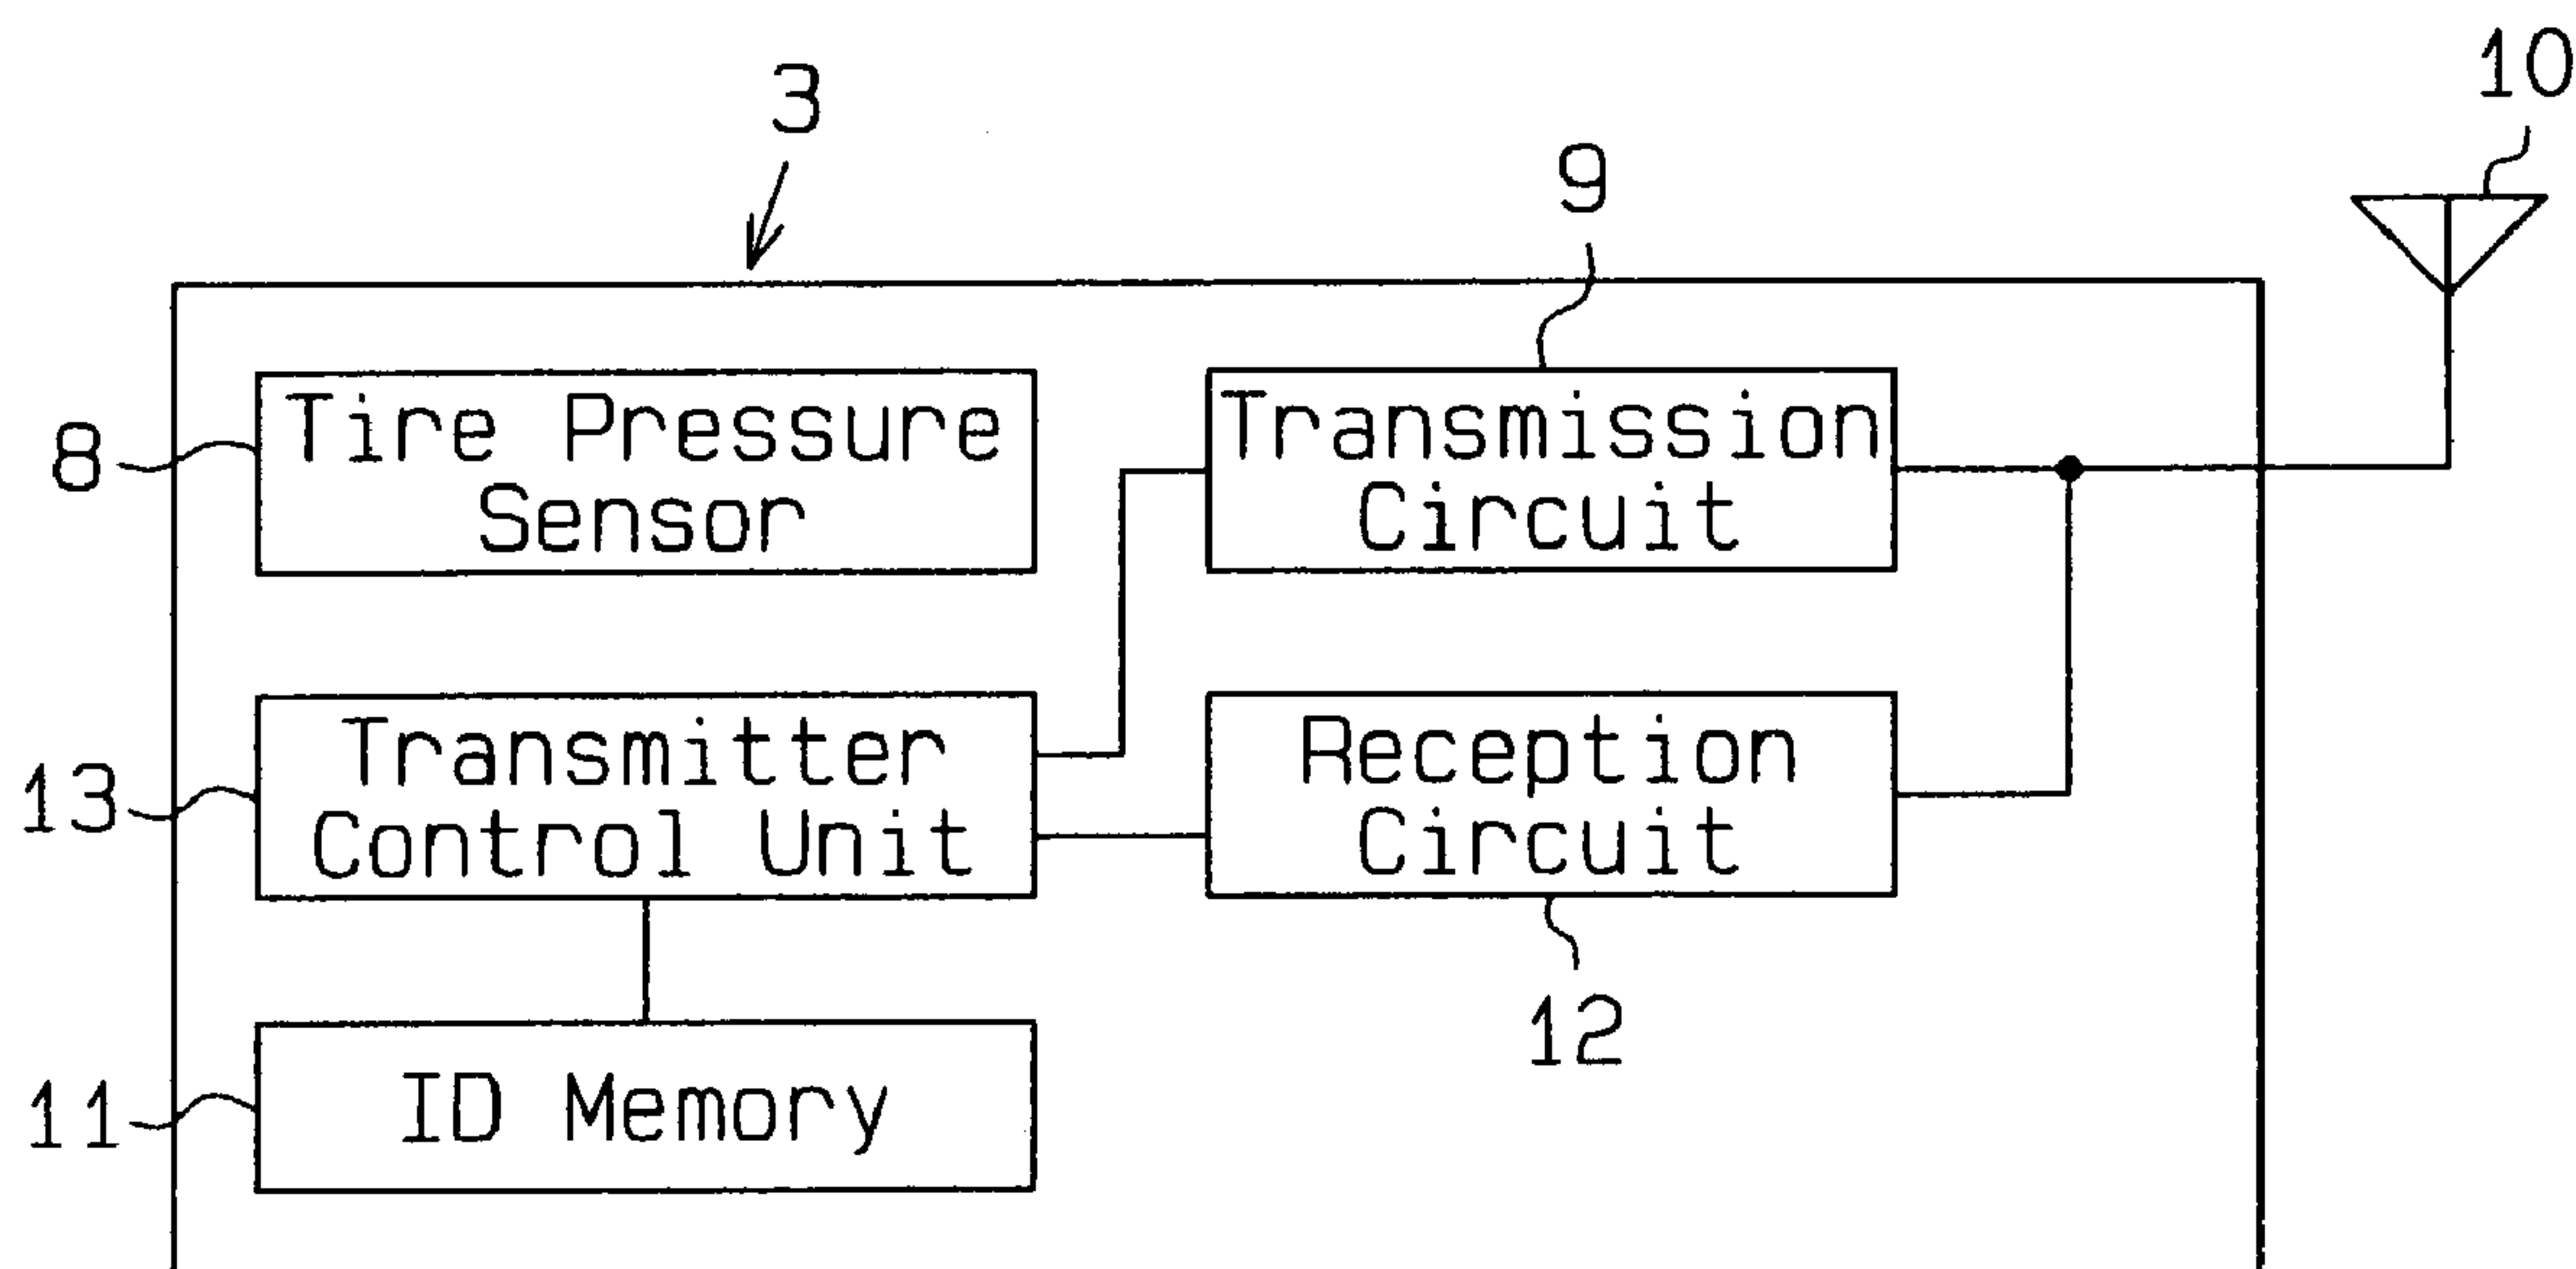 3
10
9
8
Tire Pressure
Sensor
Transmission
Circuit
13
Transmitter
Control Unit
Reception
Circuit
12
11
ID Memory